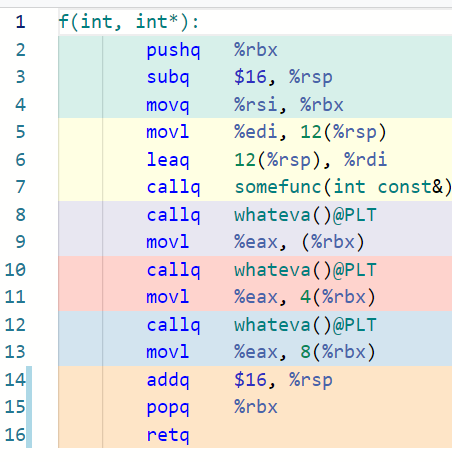 1 f(int, int*):
2 pushq %rbx
3 subq $16, %rsp
4 movq %rsi, %rbx
5 movl %edi, 12(%rsp)
6 leaq 12(%rsp), %rdi
7 callq somefunc(int const&)
8 callq whateva()@PLT
9 movl %eax, (%rbx)
10 callq whateva()@PLT
11 movl %eax, 4(%rbx)
12 callq whateva()@PLT
13 movl %eax, 8(%rbx)
14 addq $16, %rsp
15 popq %rbx
16 retq